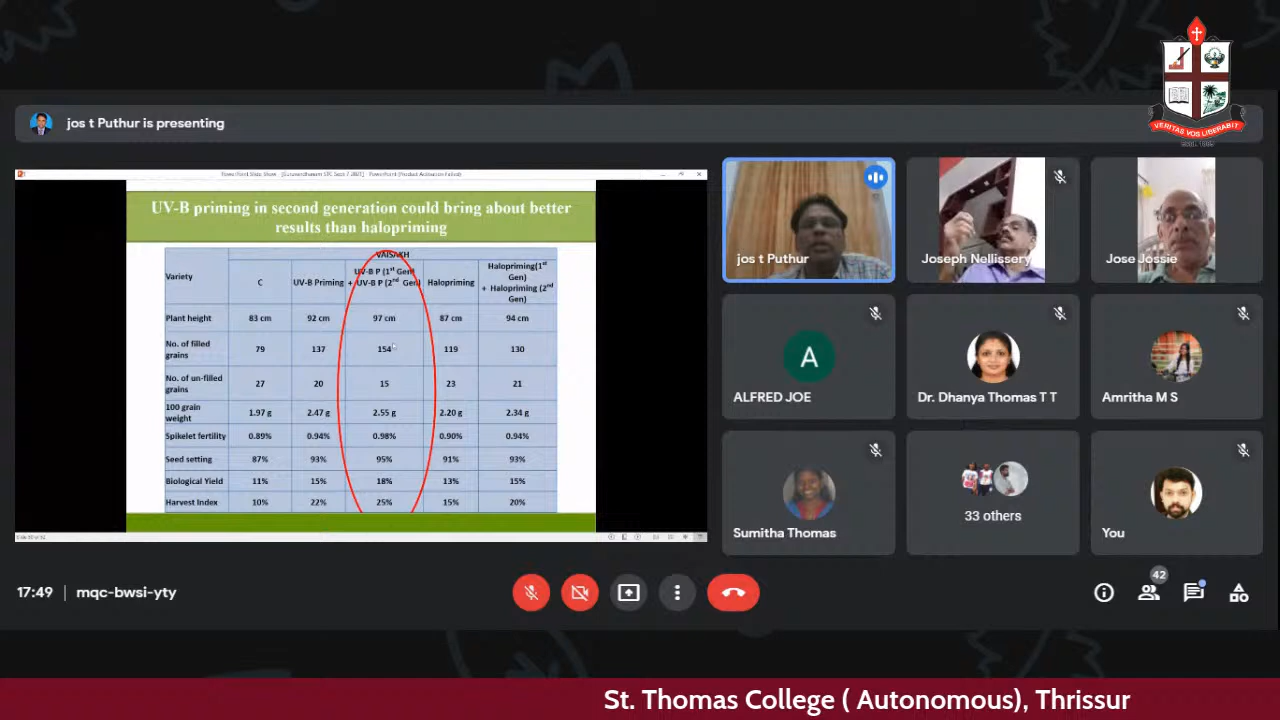 VERITAS VOS LIBERABIT
jos t Puthur is presenting
UV-B priming in second generation could bring about better
results than halopriming
VAISAKH
Variety
C
UV-B Priming
UV-B P (1st Gen)
+ UV-B P (2nd Gen)
Halopriming
Halopriming(1st
Gen)
+ Halopriming (2nd
Gen)
Plant height 83 cm 92 cm 97 cm 87 cm 94 cm
No. of filled
grains 79 137 154 119 130
No. of un-filled
grains 27 20 15 23 21
100 grain
weight 1.97 g 2.47 g 2.55 g 2.20 g 2.34 g
Spikelet fertility 0.89% 0.94% 0.98% 0.90% 0.94%
Seed setting 87% 93% 95% 91% 93%
Biological Yield 11% 15% 18% 13% 15%
Harvest Index 10% 22% 25% 15% 20%
jos t Puthur
Joseph Nellissery
Jose Jossie
A
ALFRED JOE
Dr. Dhanya Thomas T T
Amritha M S
Sumitha Thomas
33 others
You
17:49 | mqc-bwsi-yty
42
St. Thomas College ( Autonomous), Thrissur